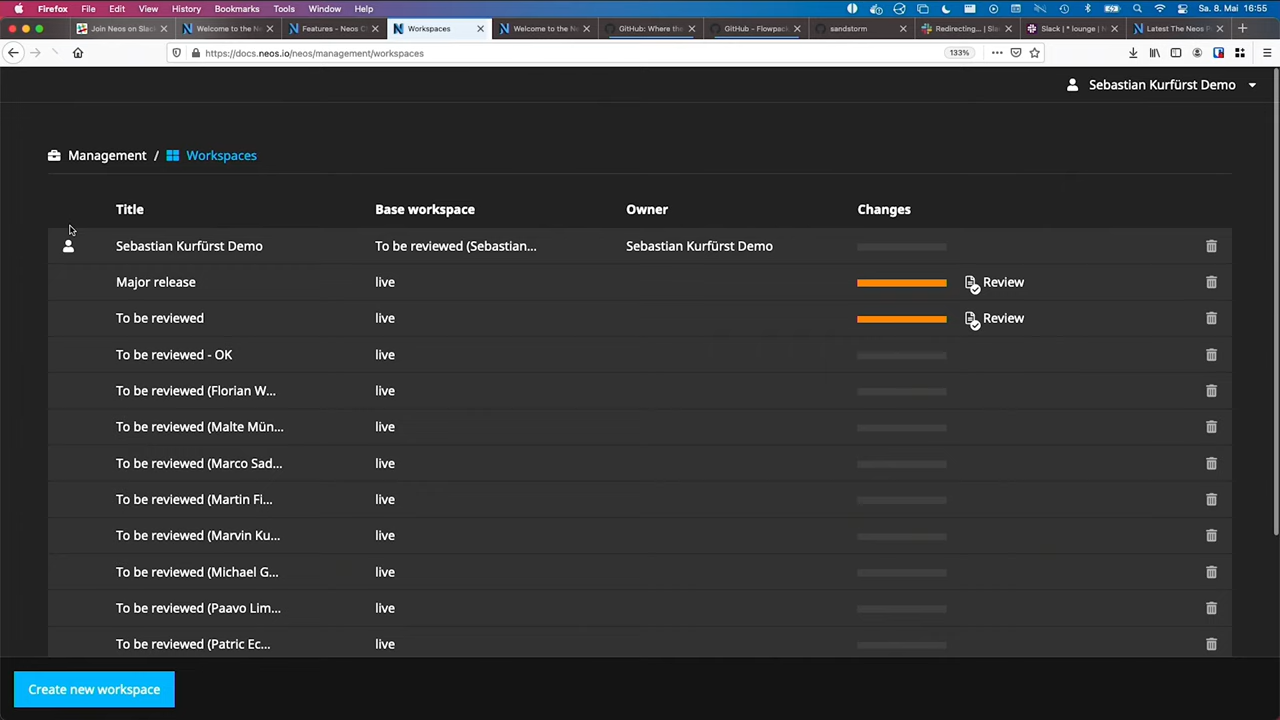 Firefox File Edit View History Bookmarks Tools Window Help Sa. 8. Mai 16:55
Join Neos on Slac
Welcome to the Ne
Features - Neos C
Workspaces
Welcome to the Ne
GitHub: Where the
GitHub - Flowpack
sandstorm
Redirecting... | Sla
Slack | * lounge | N
Latest The Neos P
https://docs.neos.io/neos/management/workspaces
133%
Sebastian Kurfürst Demo
Management / Workspaces
Title Base workspace Owner Changes
Sebastian Kurfürst Demo To be reviewed (Sebastian... Sebastian Kurfürst Demo
Major release live Review
To be reviewed live Review
To be reviewed - OK live
To be reviewed (Florian W... live
To be reviewed (Malte Mün... live
To be reviewed (Marco Sad... live
To be reviewed (Martin Fi... live
To be reviewed (Marvin Ku... live
To be reviewed (Michael G... live
To be reviewed (Paavo Lim... live
To be reviewed (Patric Ec... live
Create new workspace